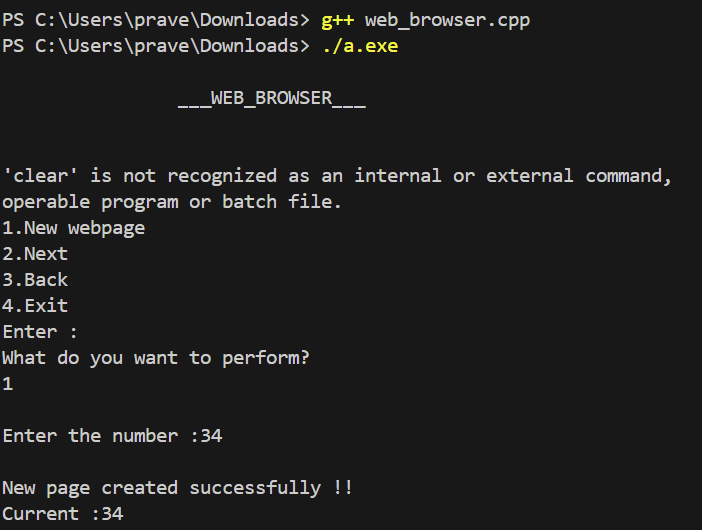 PS C:\Users\prave\Downloads> g++ web_browser.cpp
PS C:\Users\prave\Downloads> ./a.exe
___WEB_BROWSER___
'clear' is not recognized as an internal or external command,
operable program or batch file.
1.New webpage
2.Next
3.Back
4.Exit
Enter :
What do you want to perform?
1
Enter the number :34
New page created successfully !!
Current :34